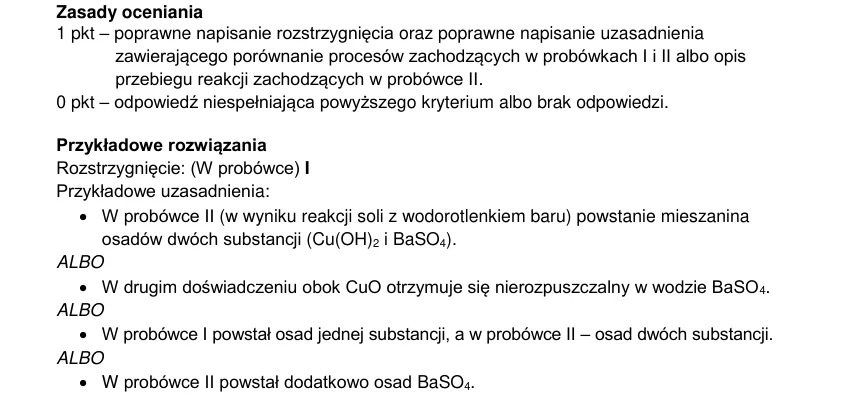 Zasady oceniania
1 pkt – poprawne napisanie rozstrzygnięcia oraz poprawne napisanie uzasadnienia
zawierającego porównanie procesów zachodzących w probówkach I i II albo opis
przebiegu reakcji zachodzących w probówce II.
0 pkt – odpowiedź niespełniająca powyższego kryterium albo brak odpowiedzi.
Przykładowe rozwiązania
Rozstrzygnięcie: (W probówce) I
Przykładowe uzasadnienia:
• W probówce II (w wyniku reakcji soli z wodorotlenkiem baru) powstanie mieszanina
osadów dwóch substancji (Cu(OH)₂ i BaSO₄).
ALBO
• W drugim doświadczeniu obok CuO otrzymuje się nierozpuszczalny w wodzie BaSO₄.
ALBO
• W probówce I powstał osad jednej substancji, a w probówce II – osad dwóch substancji.
ALBO
• W probówce II powstał dodatkowo osad BaSO₄.